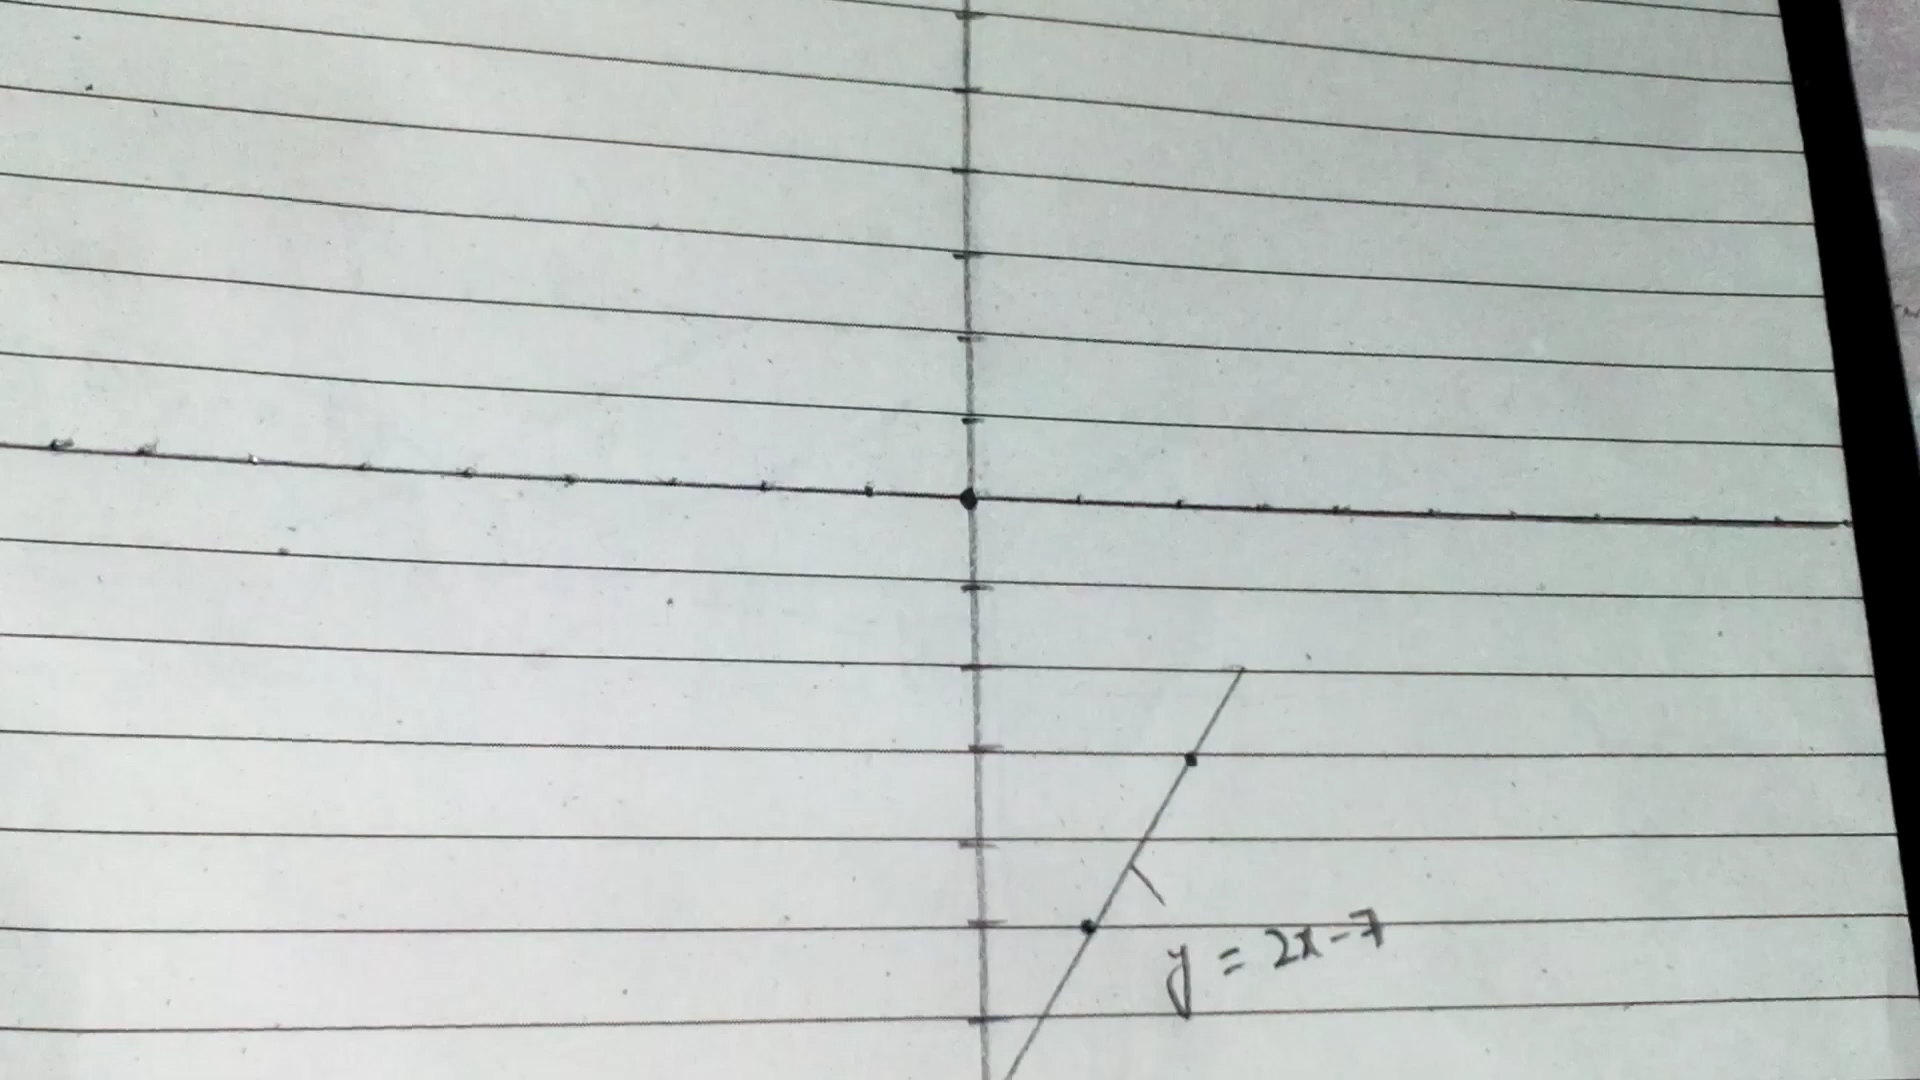 y = 2x-7